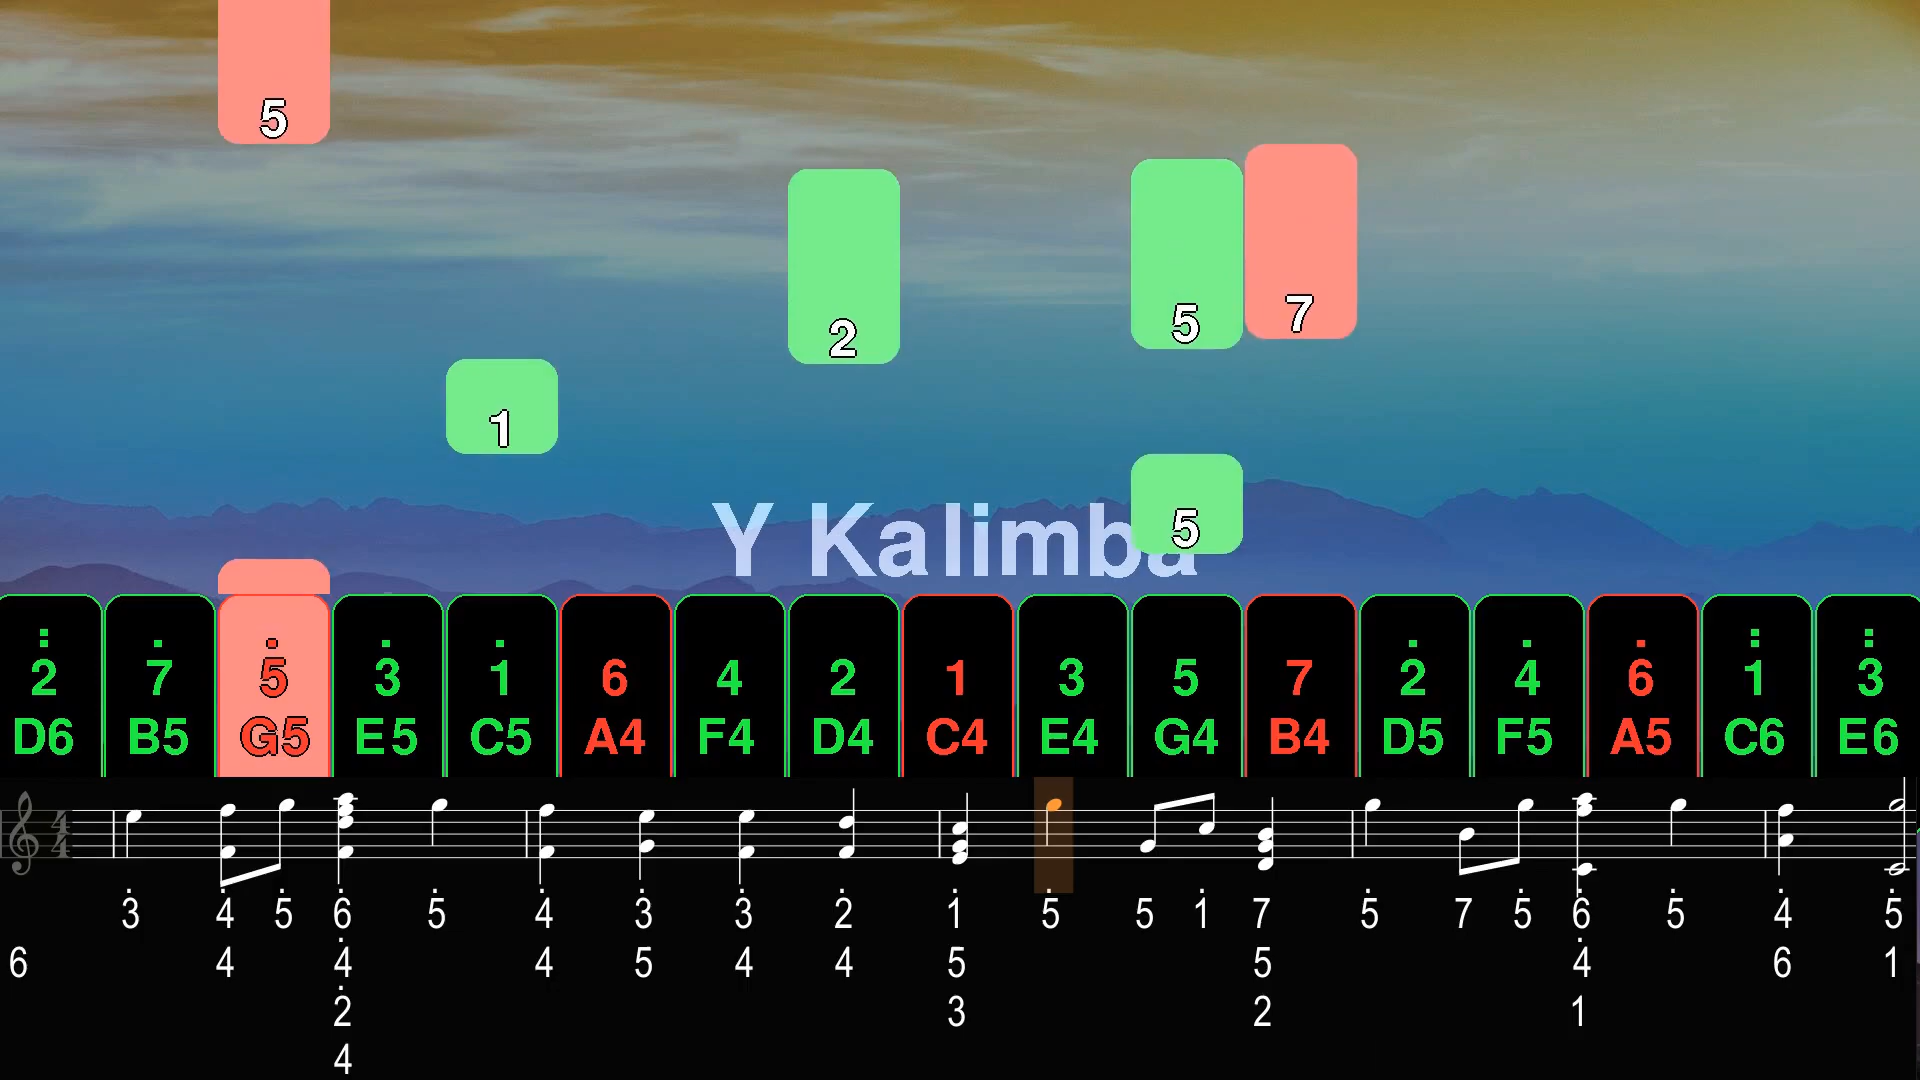 5
2 5 7
1
Y Kalimba 5
2 7 5 3 1 6 4 2 1 3 5 7 2 4 6 1 3
D6 B5 G5 E5 C5 A4 F4 D4 C4 E4 G4 B4 D5 F5 A5 C6 E6
4
4
3 4 5 6 5 4 3 3 2 1 5 5 1 7 5 7 5 6 5 4 5
6 4 4 4 5 4 4 5 5 4 6 1
2 3 2 1
4